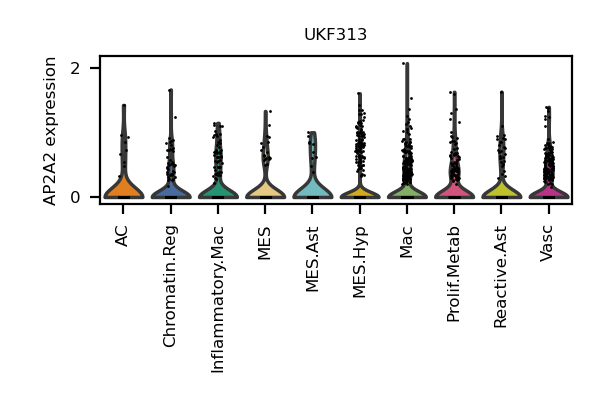 UKF313
AP2A2 expression
2
0
AC
Chromatin.Reg
Inflammatory.Mac
MES
MES.Ast
MES.Hyp
Mac
Prolif.Metab
Reactive.Ast
Vasc